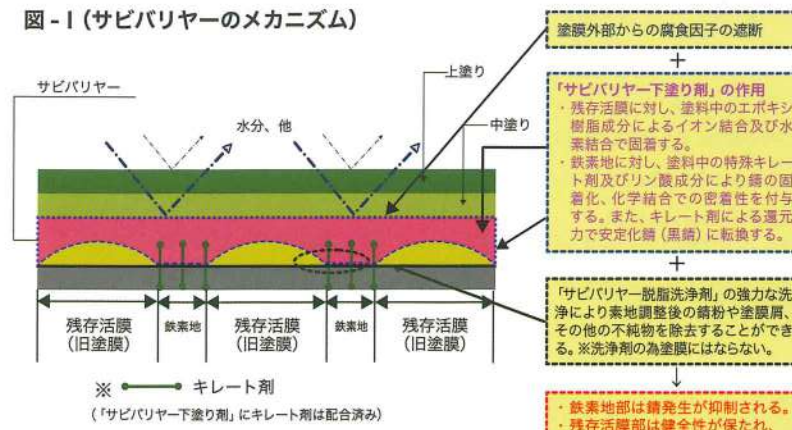 図-1(サビバリヤーのメカニズム)
サビバリヤー
水分、他
上塗り
中塗り
残存活膜
(旧塗膜)
鉄素地
残存活膜
(旧塗膜)
鉄素地
残存活膜
(旧塗膜)
※ キレート剤
(「サビバリヤー下塗り剤」にキレート剤は配合済み)
塗膜外部からの腐食因子の遮断
+
「サビバリヤー下塗り剤」の作用
・残存活膜に対し、塗料中のエポキシ
樹脂成分によるイオン結合及び水
素結合で固着する。
・鉄素地に対し、塗料中の特殊キレー
ト剤及びリン酸成分により錆の固
着化、化学結合での密着性を付与
する。また、キレート剤による還元
力で安定化錆(黒錆)に転換する。
+
「サビバリヤー脱脂洗浄剤」の強力な洗
浄により素地調整後の錆粉や塗膜屑、
その他の不純物を除去することができ
る。※洗浄剤の為塗膜にはならない。
↓
・鉄素地部は錆発生が抑制される。
・残存活膜部は健全性が保たれ、